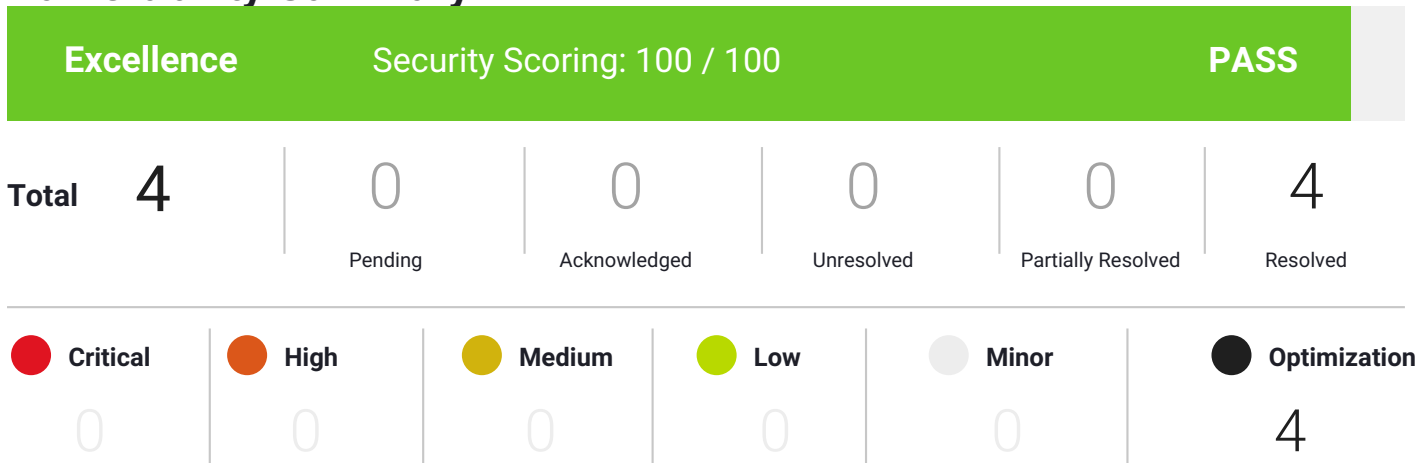 Excellence Security Scoring: 100 / 100 PASS
Total 4 0 0 0 0 4
Pending Acknowledged Unresolved Partially Resolved Resolved
Critical High Medium Low Minor Optimization
0 0 0 0 0 4